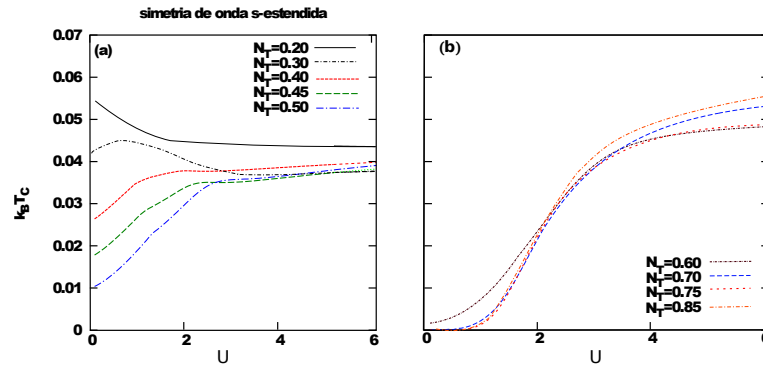 simetria de onda s-estendida
(a)
N_T=0.20
N_T=0.30
N_T=0.40
N_T=0.45
N_T=0.50
0.07
0.06
0.05
0.04
0.03
0.02
0.01
0
k_BT_C
0 2 4 6
U
(b)
N_T=0.60
N_T=0.70
N_T=0.75
N_T=0.85
0 2 4 6
U